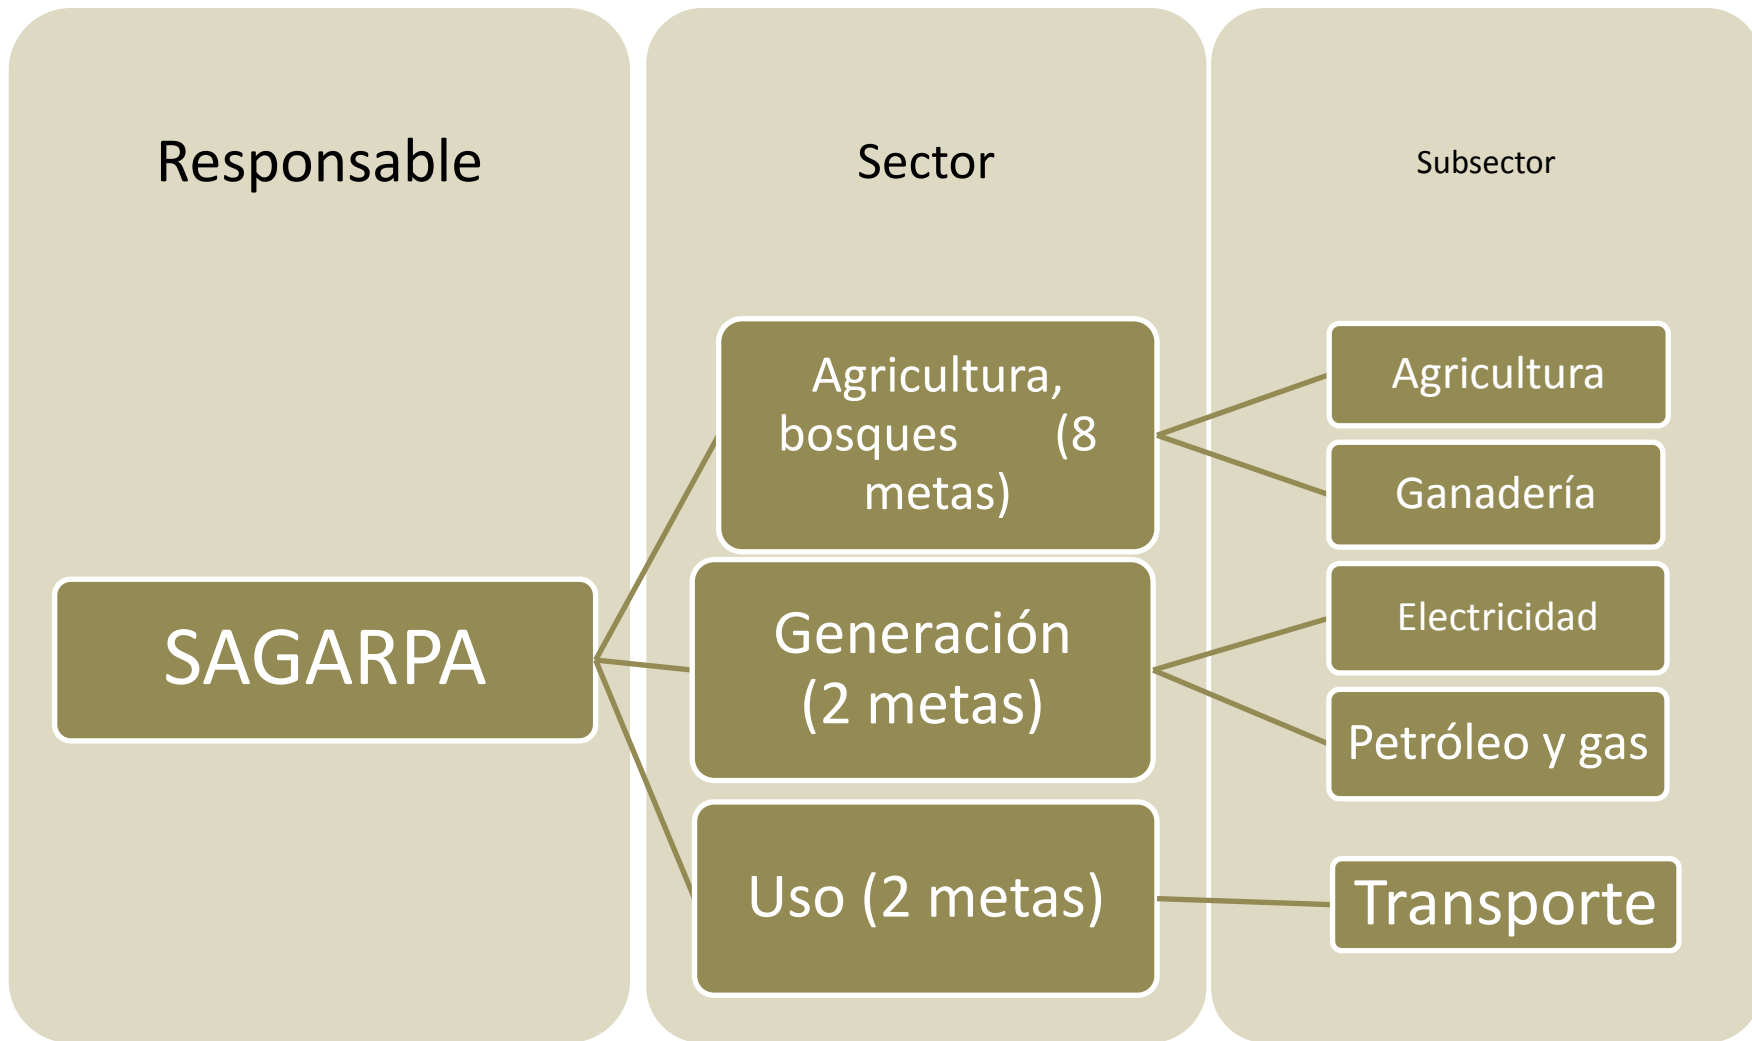 Responsable
Sector
Subsector
SAGARPA
Agricultura,
bosques (8
metas)
Generación
(2 metas)
Uso (2 metas)
Agricultura
Ganadería
Electricidad
Petróleo y gas
Transporte